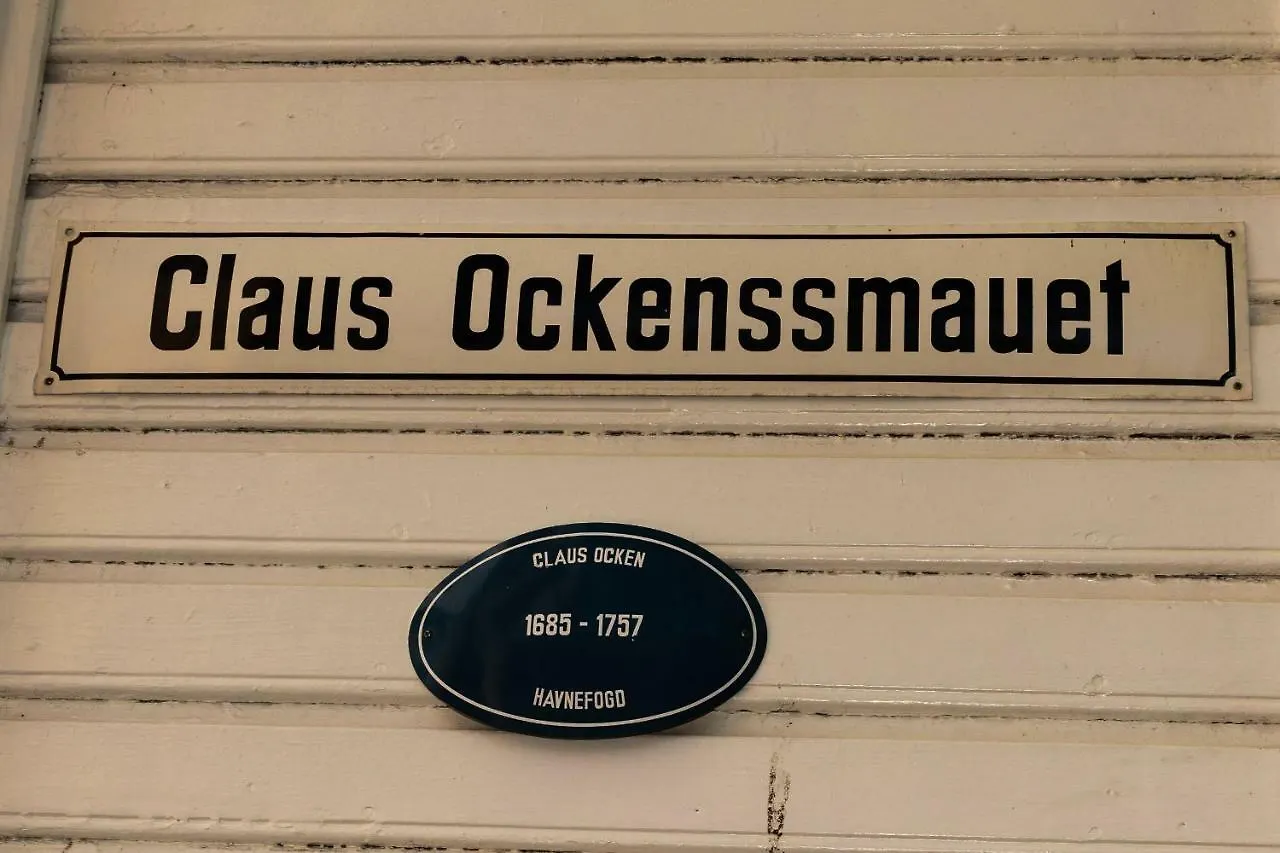 Claus Ockenssmauet
CLAUS OCKEN
1685 - 1757
HAVNEFOGD